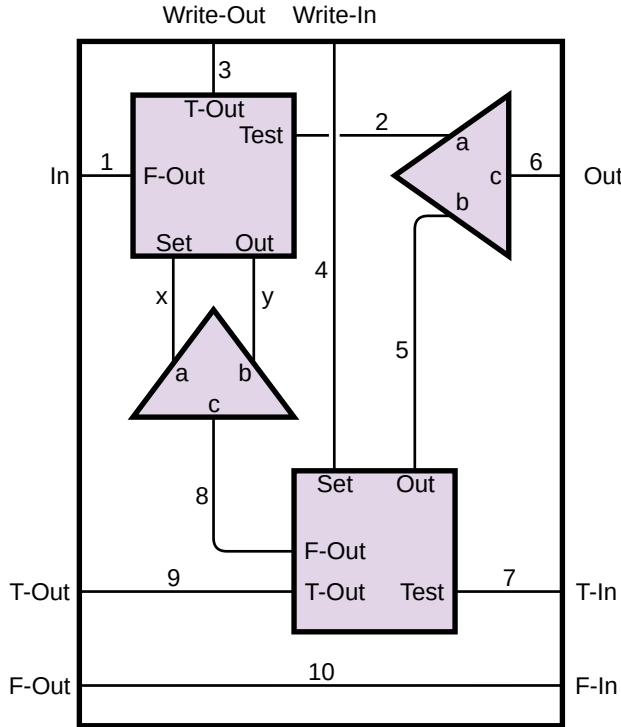 Write-Out Write-In
3
T-Out
Test
2
a
In
1
F-Out
c
6
Out
b
Set
Out
4
x
y
5
a
b
c
8
Set
Out
F-Out
T-Out
9
T-Out
Test
7
T-In
F-Out
10
F-In